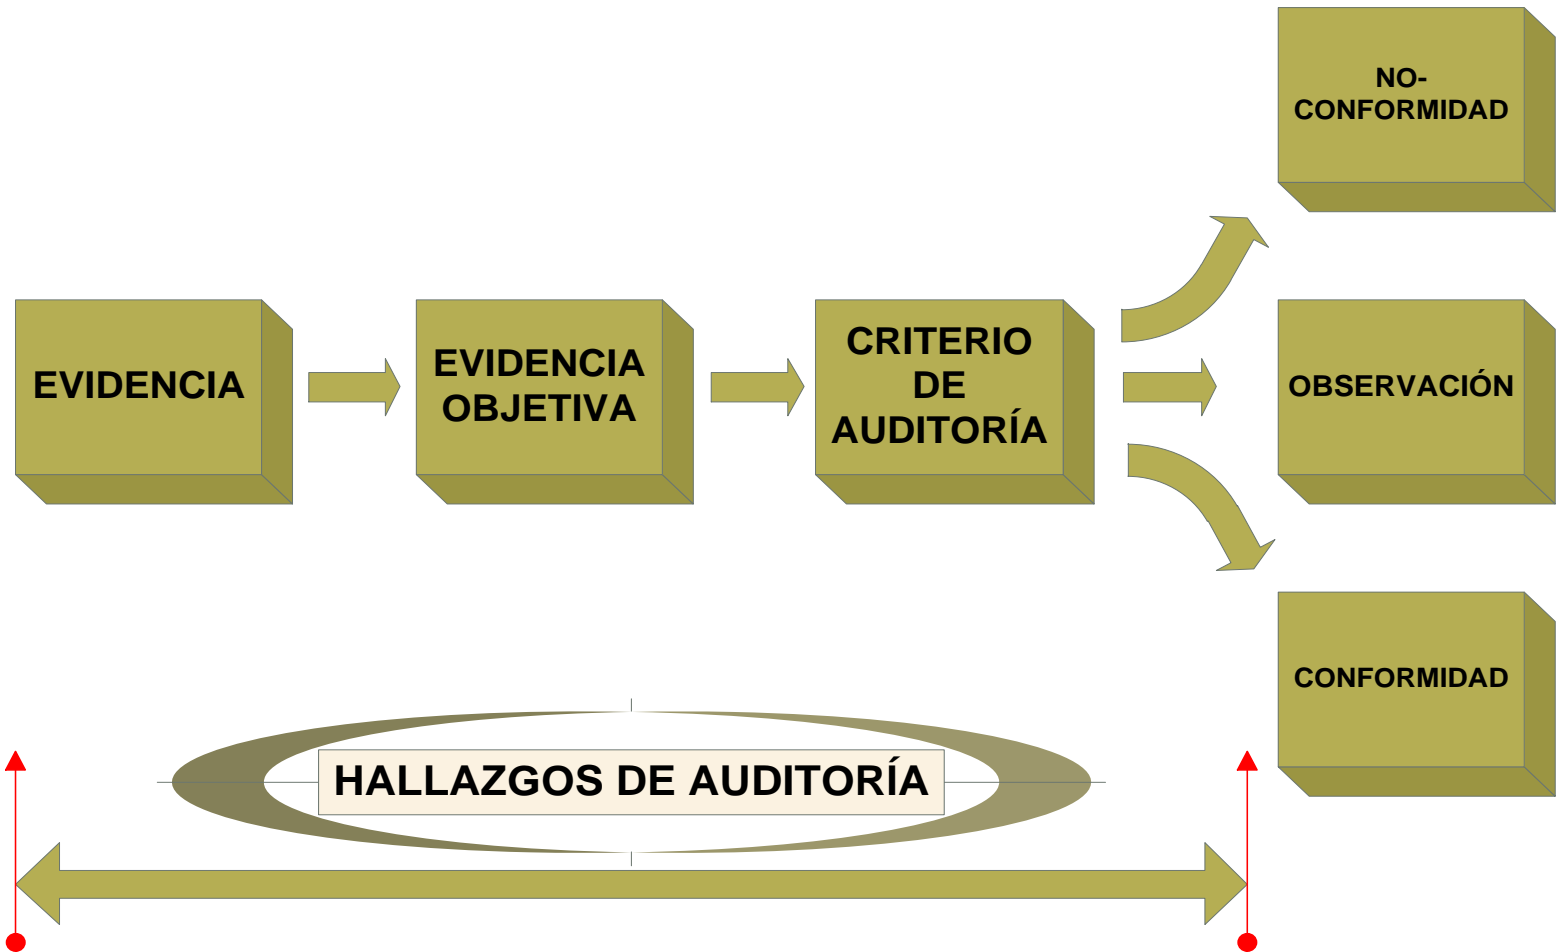 NO-
CONFORMIDAD
EVIDENCIA
EVIDENCIA
OBJETIVA
CRITERIO
DE
AUDITORÍA
OBSERVACIÓN
CONFORMIDAD
HALLAZGOS DE AUDITORÍA